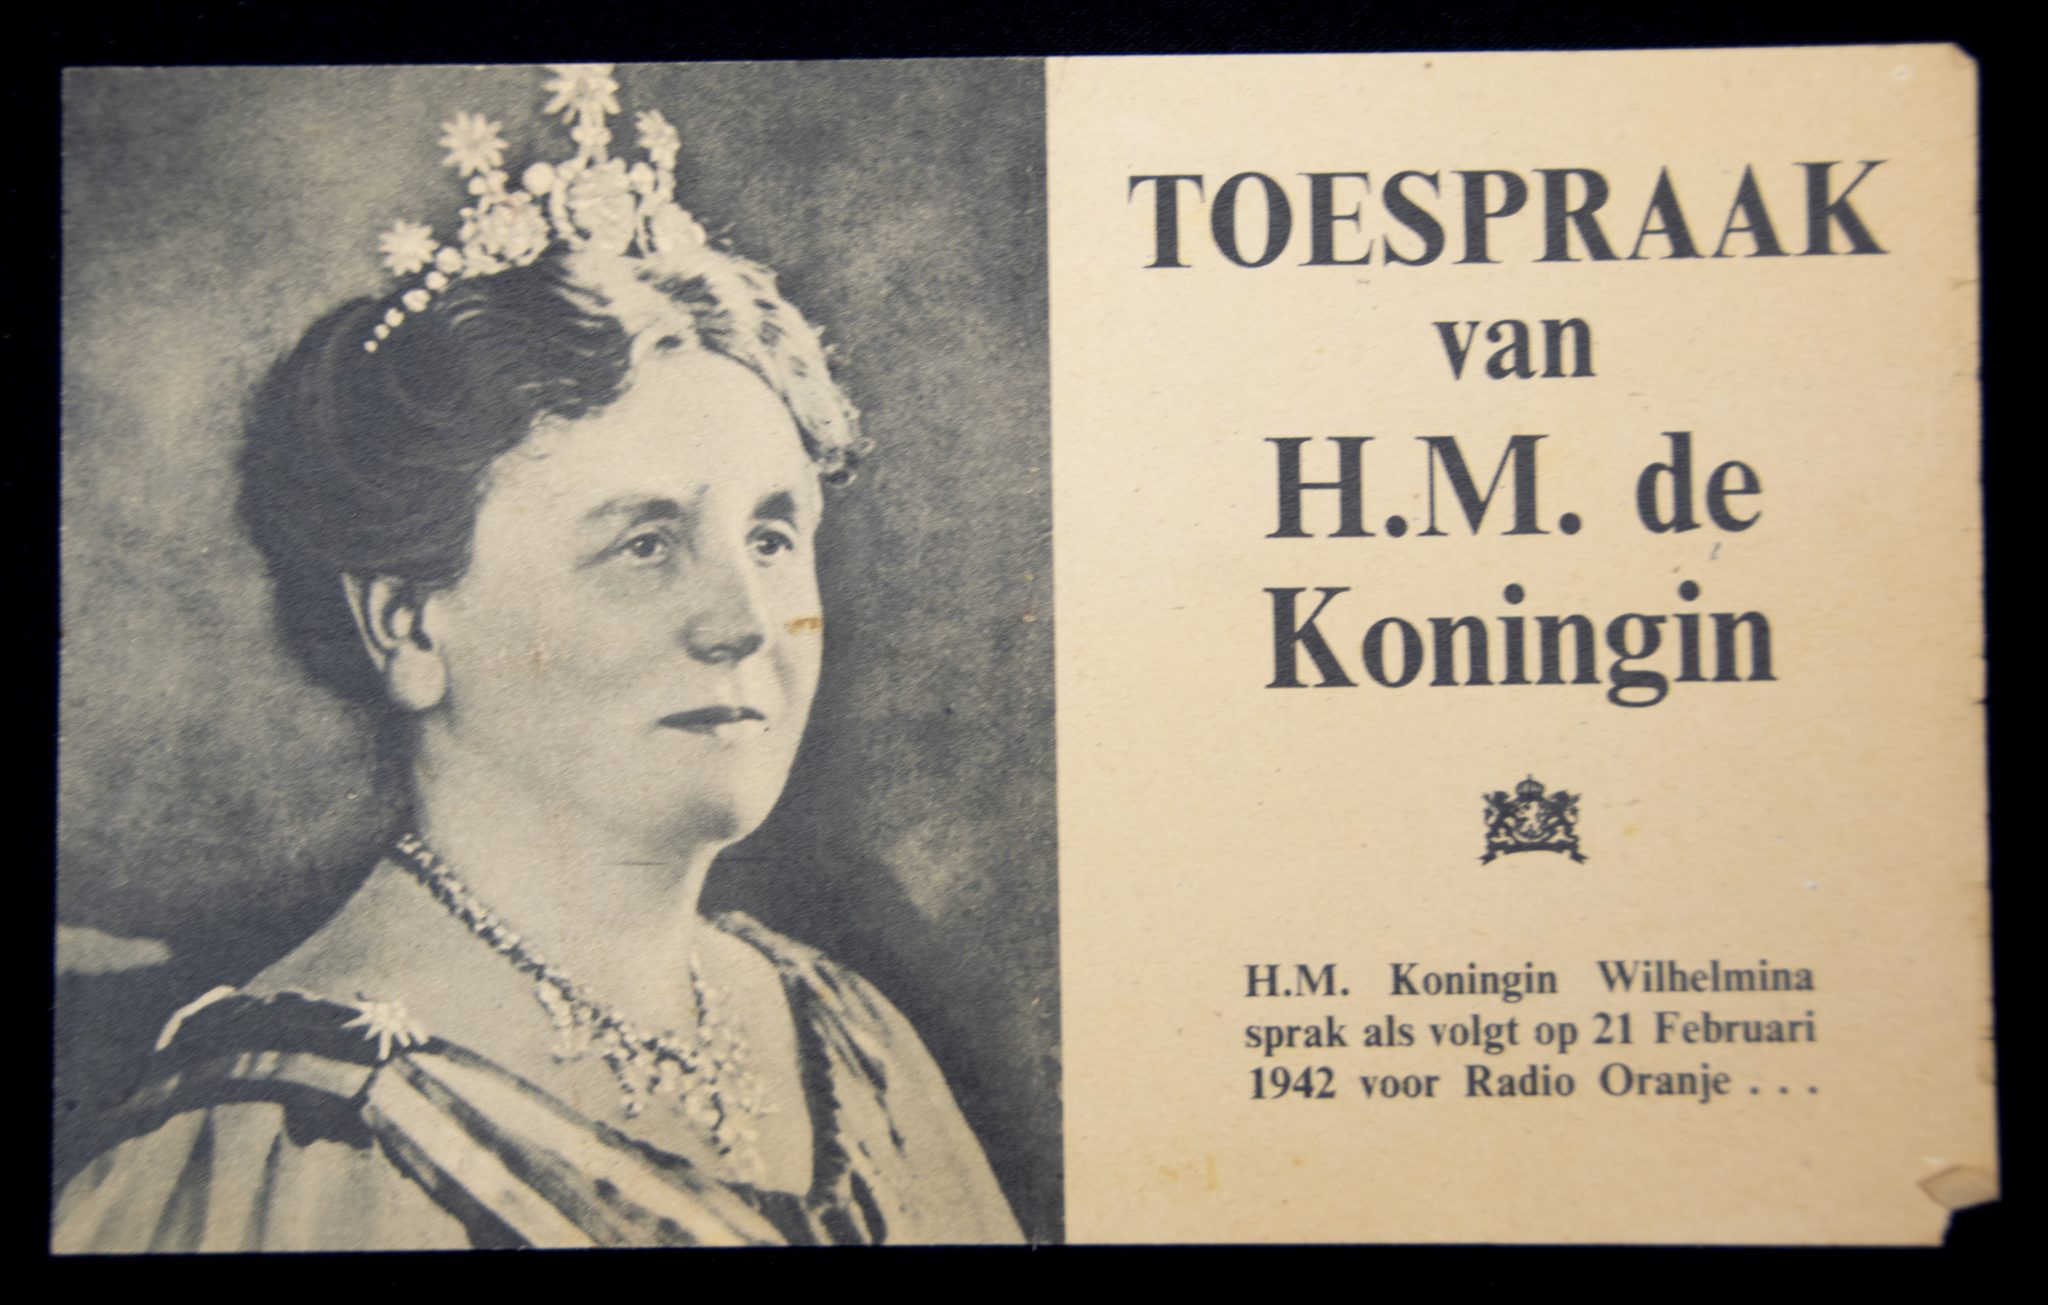 TOESPRAAK
van
H.M. de
Koningin
H.M. Koningin Wilhelmina
sprak als volgt op 21 Februari
1942 voor Radio Oranje . . .